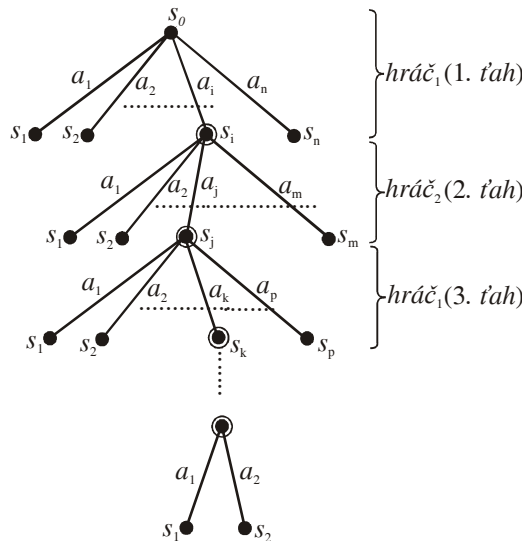 s₀
a₁ a₂ aᵢ aₙ hráč₁(1. ťah)
s₁ s₂ sᵢ sₙ
a₁ a₂ aⱼ aₘ hráč₂(2. ťah)
s₁ s₂ sⱼ sₘ
a₁ a₂ aₖ aₚ hráč₁(3. ťah)
s₁ s₂ sₖ sₚ
a₁ a₂
s₁ s₂